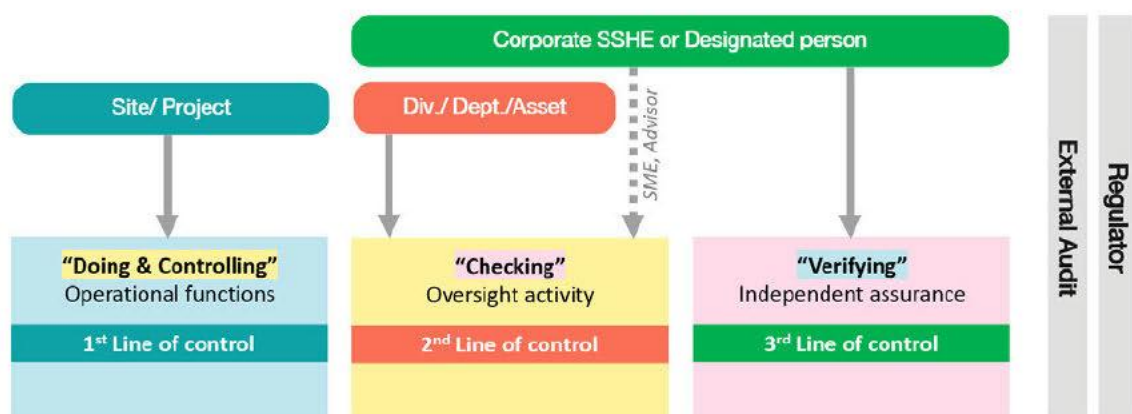 Corporate SSHE or Designated person
Site/ Project
Div./ Dept./Asset
SME, Advisor
“Doing & Controlling”
Operational functions
1st Line of control
“Checking”
Oversight activity
2nd Line of control
“Verifying”
Independent assurance
3rd Line of control
External Audit
Regulator